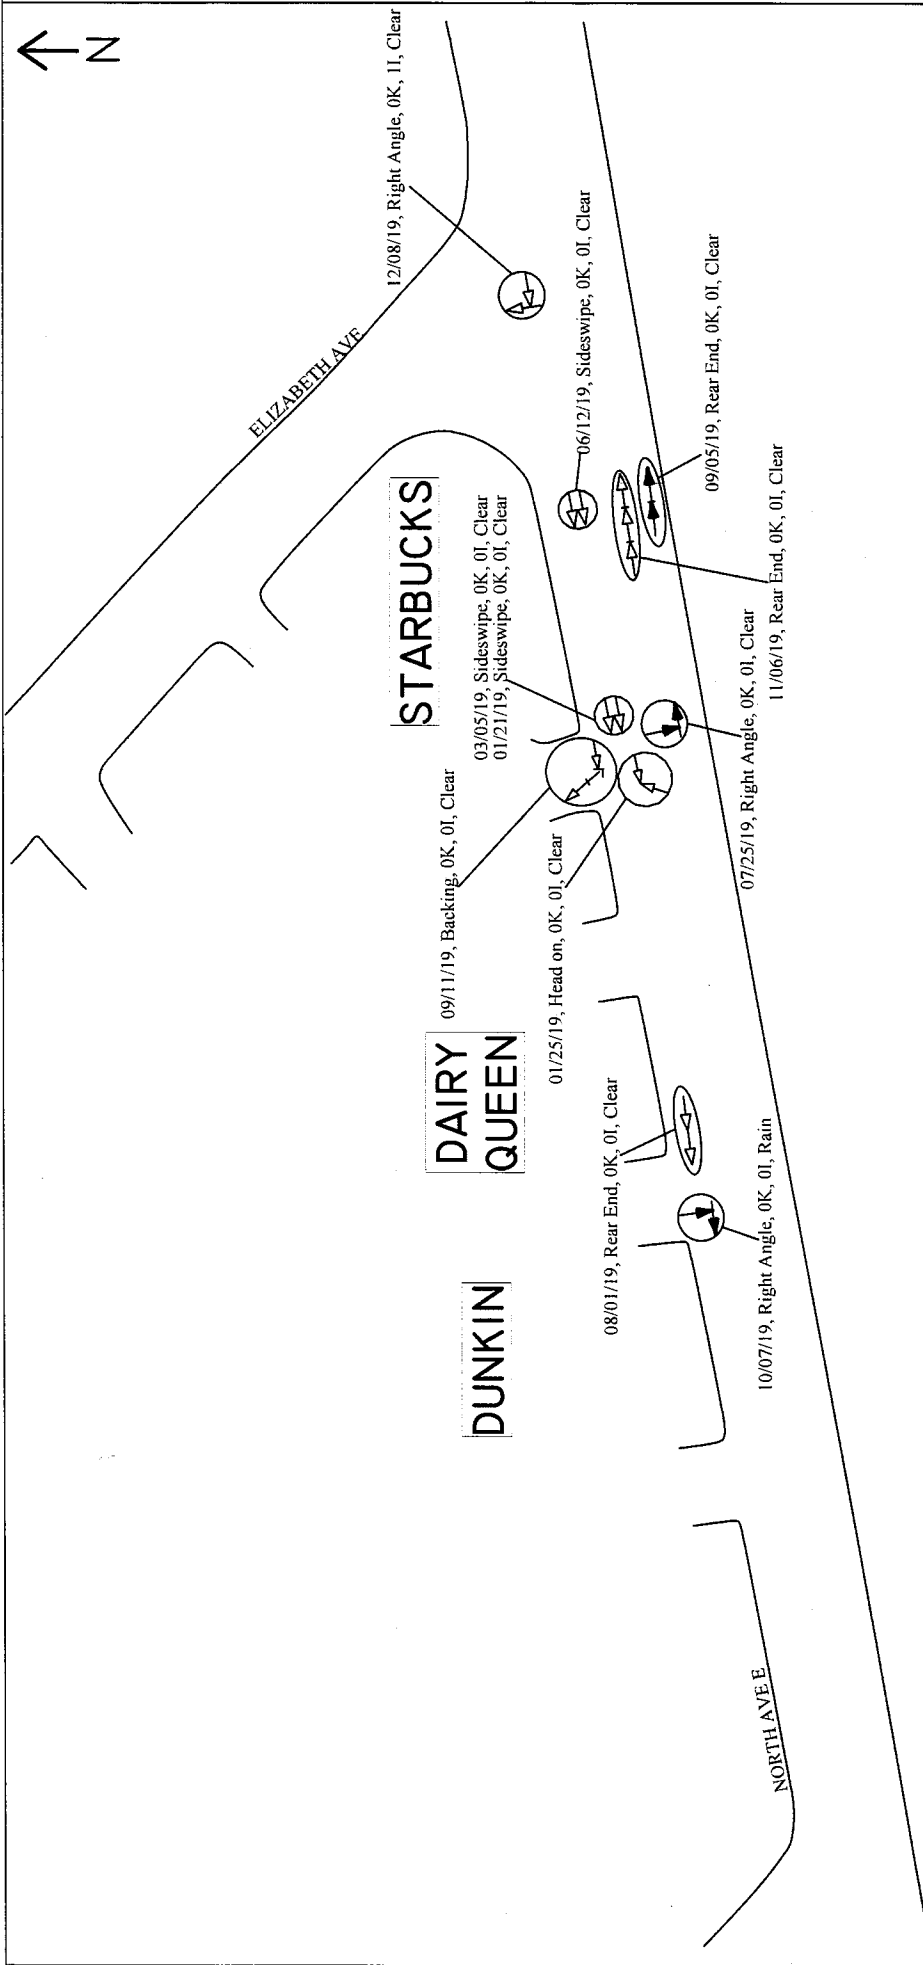 N
12/08/19, Right Angle, 0K, 1I, Clear
ELIZABETH AVE
06/12/19, Sideswipe, 0K, 0I, Clear
09/05/19, Rear End, 0K, 0I, Clear
STARBUCKS
03/05/19, Sideswipe, 0K, 0I, Clear
01/21/19, Sideswipe, 0K, 0I, Clear
11/06/19, Rear End, 0K, 0I, Clear
07/25/19, Right Angle, 0K, 0I, Clear
09/11/19, Backing, 0K, 0I, Clear
01/25/19, Head on, 0K, 0I, Clear
DAIRY
QUEEN
08/01/19, Rear End, 0K, 0I, Clear
10/07/19, Right Angle, 0K, 0I, Rain
DUNKIN
NORTH AVE E